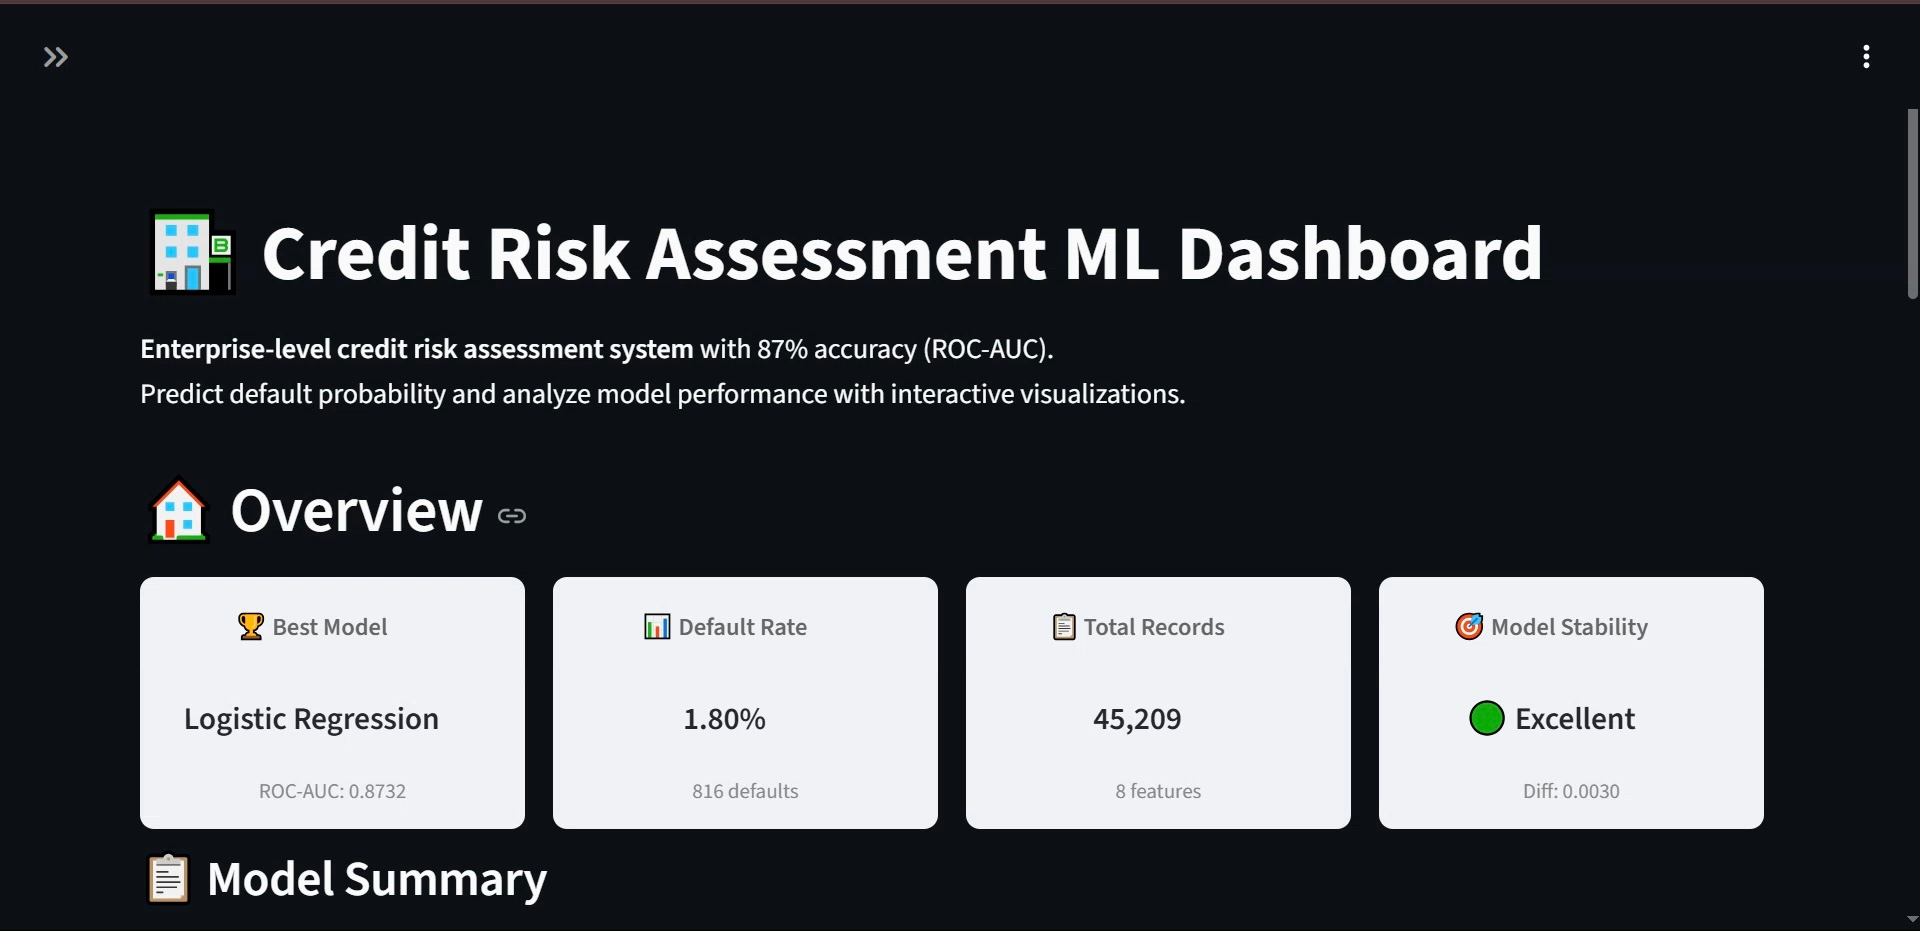 Credit Risk Assessment ML Dashboard
Enterprise-level credit risk assessment system with 87% accuracy (ROC-AUC).
Predict default probability and analyze model performance with interactive visualizations.
Overview
Best Model
Logistic Regression
ROC-AUC: 0.8732
Default Rate
1.80%
816 defaults
Total Records
45,209
8 features
Model Stability
Excellent
Diff: 0.0030
Model Summary